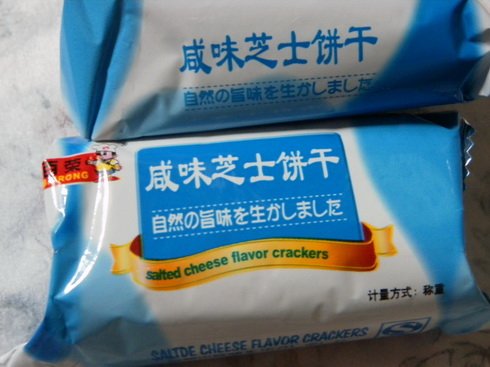 咸味芝士饼干
自然の旨味を生かしました
咸味芝士饼干
自然の旨味を生かしました
salted cheese flavor crackers
计量方式：称重
SALTDE CHEESE FLAVOR CRACKERS